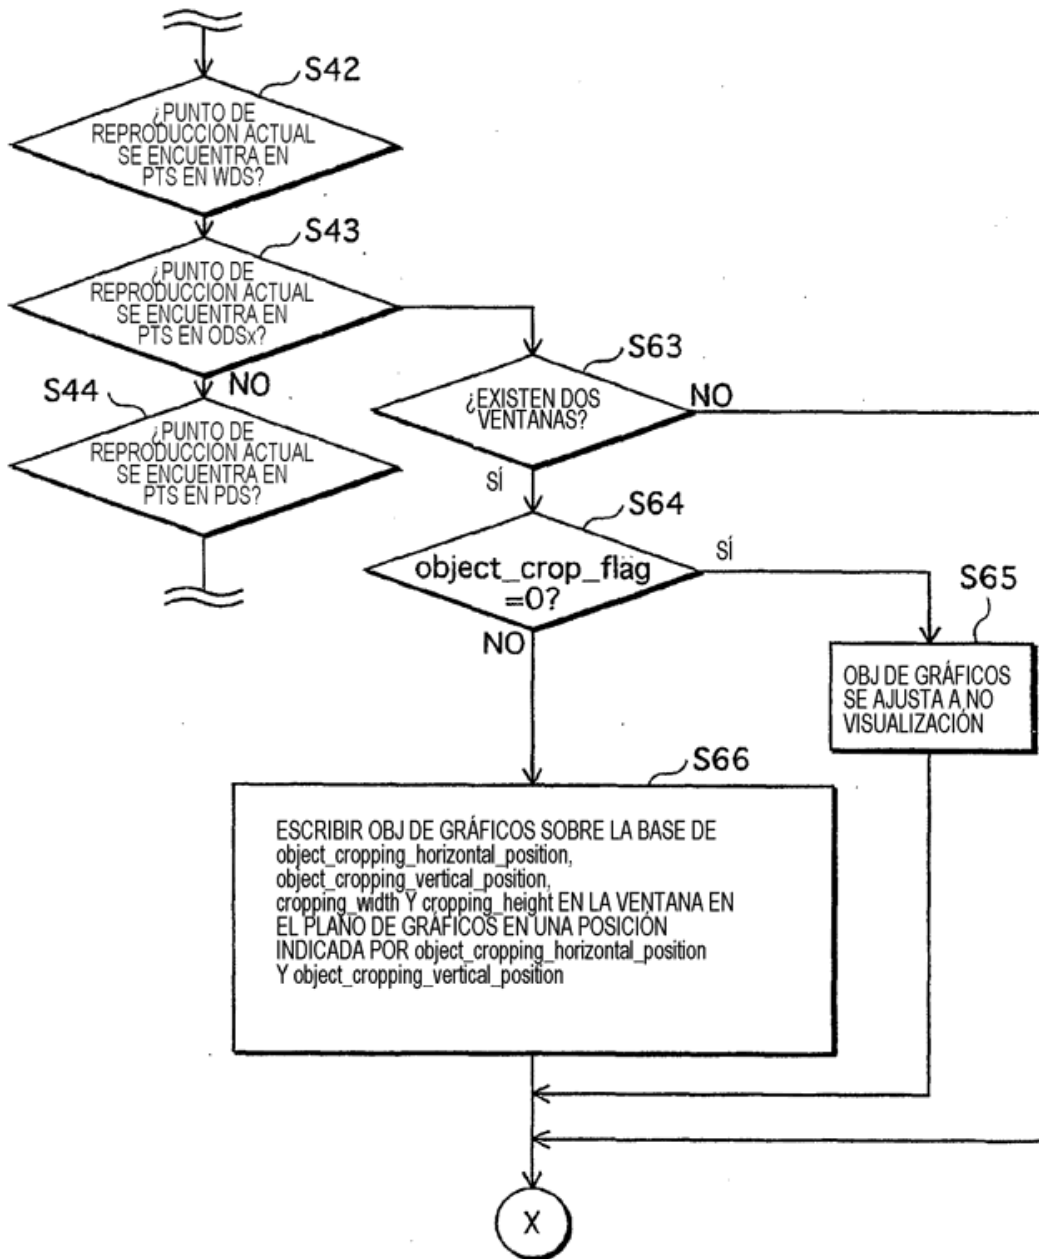 S42
¿PUNTO DE
REPRODUCCIÓN ACTUAL
SE ENCUENTRA EN
PTS EN WDS?
S43
¿PUNTO DE
REPRODUCCIÓN ACTUAL
SE ENCUENTRA EN
PTS EN ODSx?
NO
S44
¿PUNTO DE
REPRODUCCIÓN ACTUAL
SE ENCUENTRA EN
PTS EN PDS?
S63
¿EXISTEN DOS
VENTANAS?
NO
SÍ
S64
object_crop_flag
=0?
SÍ
NO
S65
OBJ DE GRÁFICOS
SE AJUSTA A NO
VISUALIZACIÓN
S66
ESCRIBIR OBJ DE GRÁFICOS SOBRE LA BASE DE
object_cropping_horizontal_position,
object_cropping_vertical_position,
cropping_width Y cropping_height EN LA VENTANA EN
EL PLANO DE GRÁFICOS EN UNA POSICIÓN
INDICADA POR object_cropping_horizontal_position
Y object_cropping_vertical_position
X